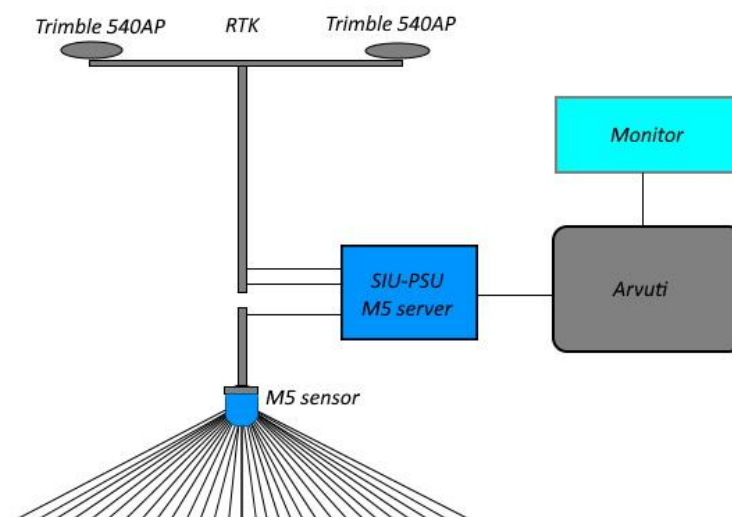 Trimble 540AP
RTK
Trimble 540AP
Monitor
SIU-PSU
M5 server
Arvuti
M5 sensor